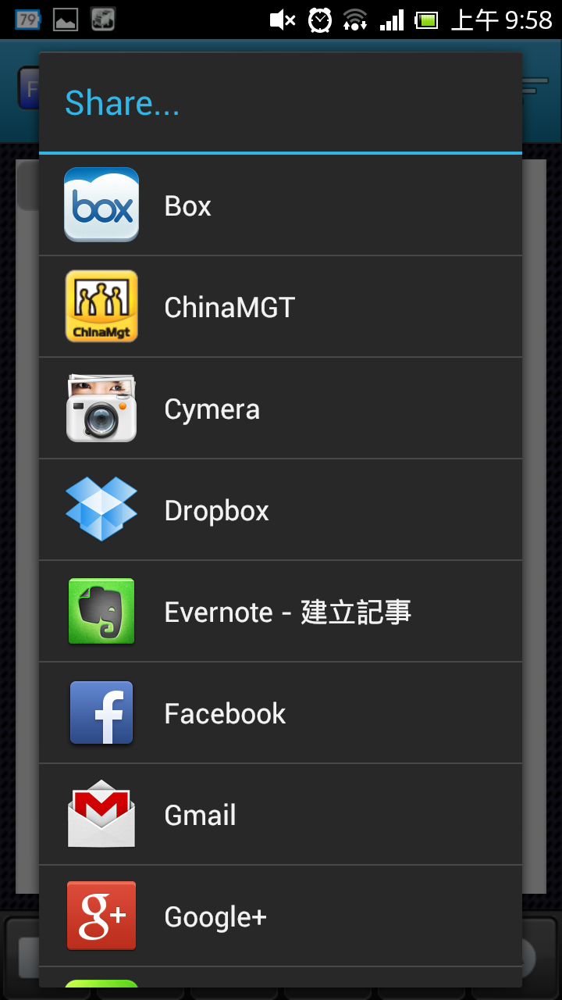 79 上午 9:58
F
Share...
box Box
ChinaMgt ChinaMGT
Cymera
Dropbox
Evernote - 建立記事
f Facebook
Gmail
g+ Google+